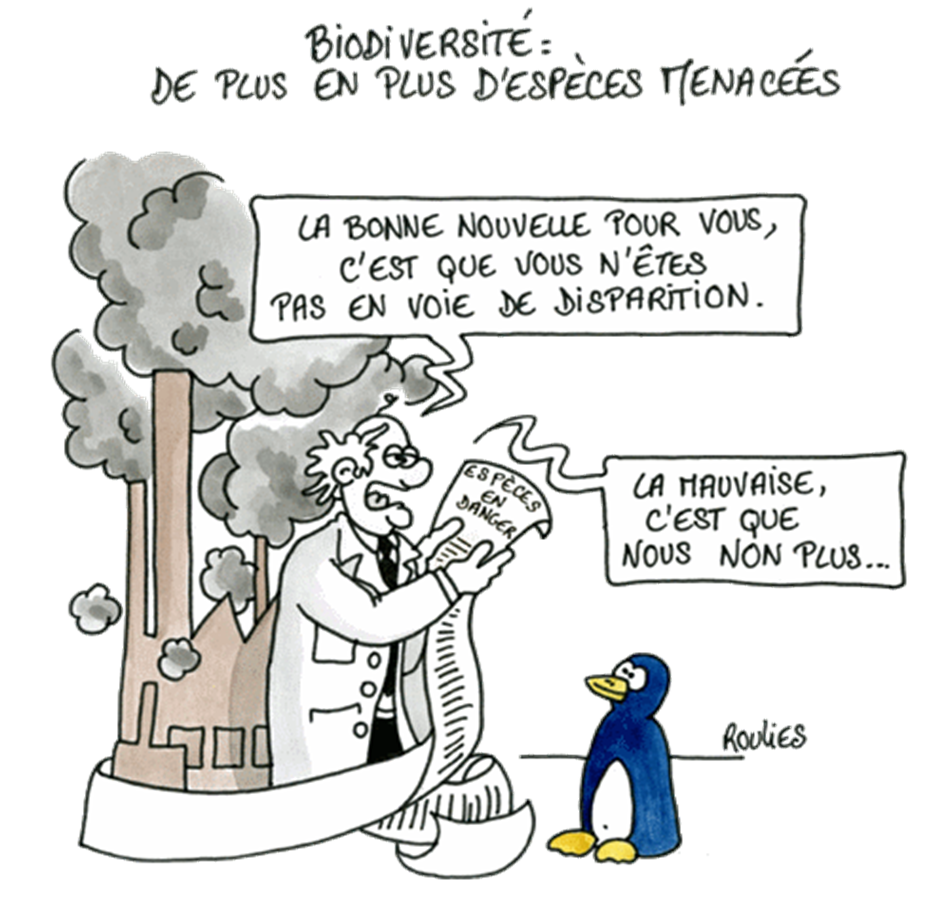 BIODIVERSITÉ :
DE PLUS EN PLUS D'ESPÈCES MENACÉES
LA BONNE NOUVELLE POUR VOUS,
C'EST QUE VOUS N'ÊTES
PAS EN VOIE DE DISPARITION.
ESPÈCES
EN
DANGER
LA MAUVAISE,
C'EST QUE
NOUS NON PLUS...
ROULIES